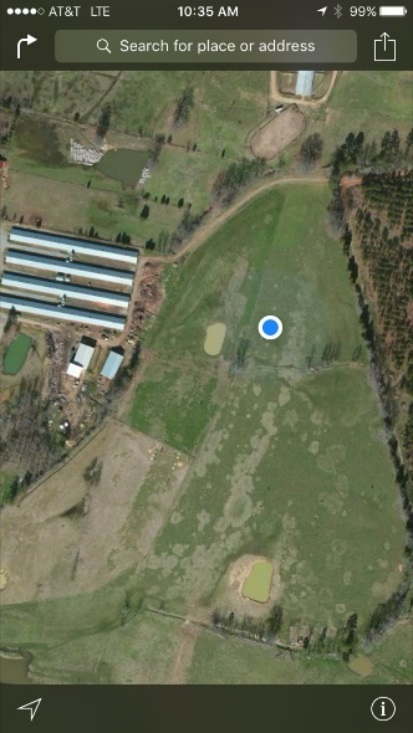 AT&T LTE 10:35 AM 99%
Search for place or address